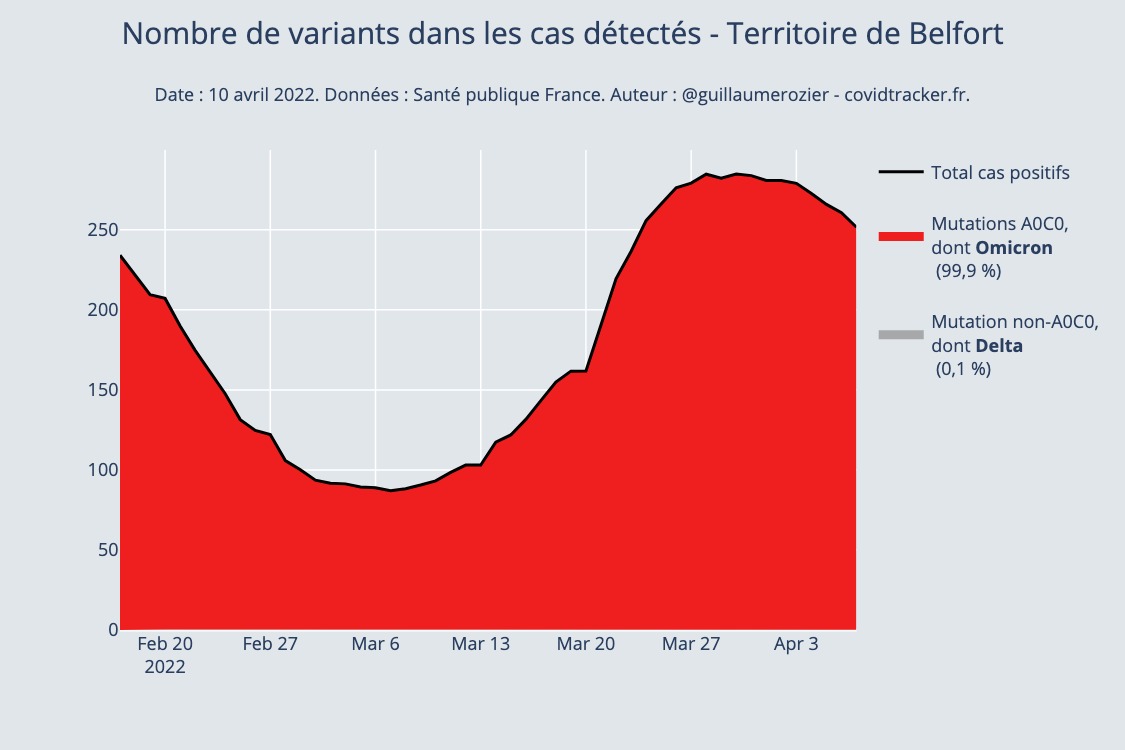 Nombre de variants dans les cas détectés - Territoire de Belfort
Date : 10 avril 2022. Données : Santé publique France. Auteur : @guillaumerozier - covidtracker.fr.
Total cas positifs
Mutations A0C0,
dont Omicron
(99,9 %)
Mutation non-A0C0,
dont Delta
(0,1 %)
250
200
150
100
50
0
Feb 20
2022
Feb 27
Mar 6
Mar 13
Mar 20
Mar 27
Apr 3